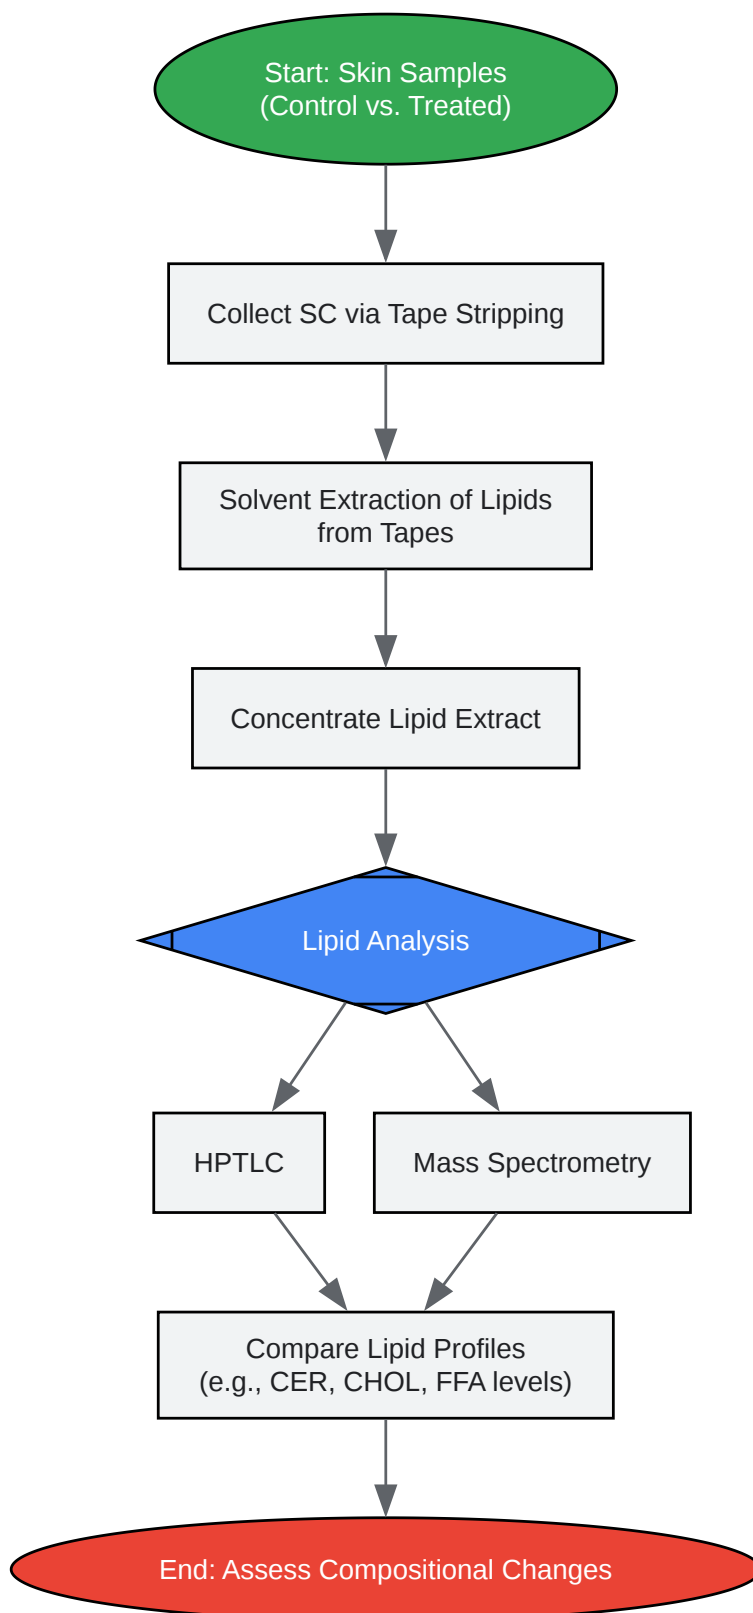 Start: Skin Samples
(Control vs. Treated)
Collect SC via Tape Stripping
Solvent Extraction of Lipids
from Tapes
Concentrate Lipid Extract
Lipid Analysis
HPTLC
Mass Spectrometry
Compare Lipid Profiles
(e.g., CER, CHOL, FFA levels)
End: Assess Compositional Changes